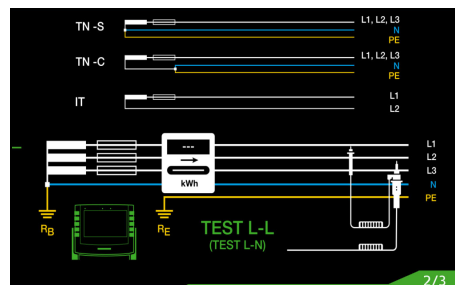 TN -S
L1, L2, L3
N
PE
TN -C
L1, L2, L3
N
PE
IT
L1
L2
---
kWh
L1
L2
L3
N
PE
RB
RE
TEST L-L
(TEST L-N)
2/3